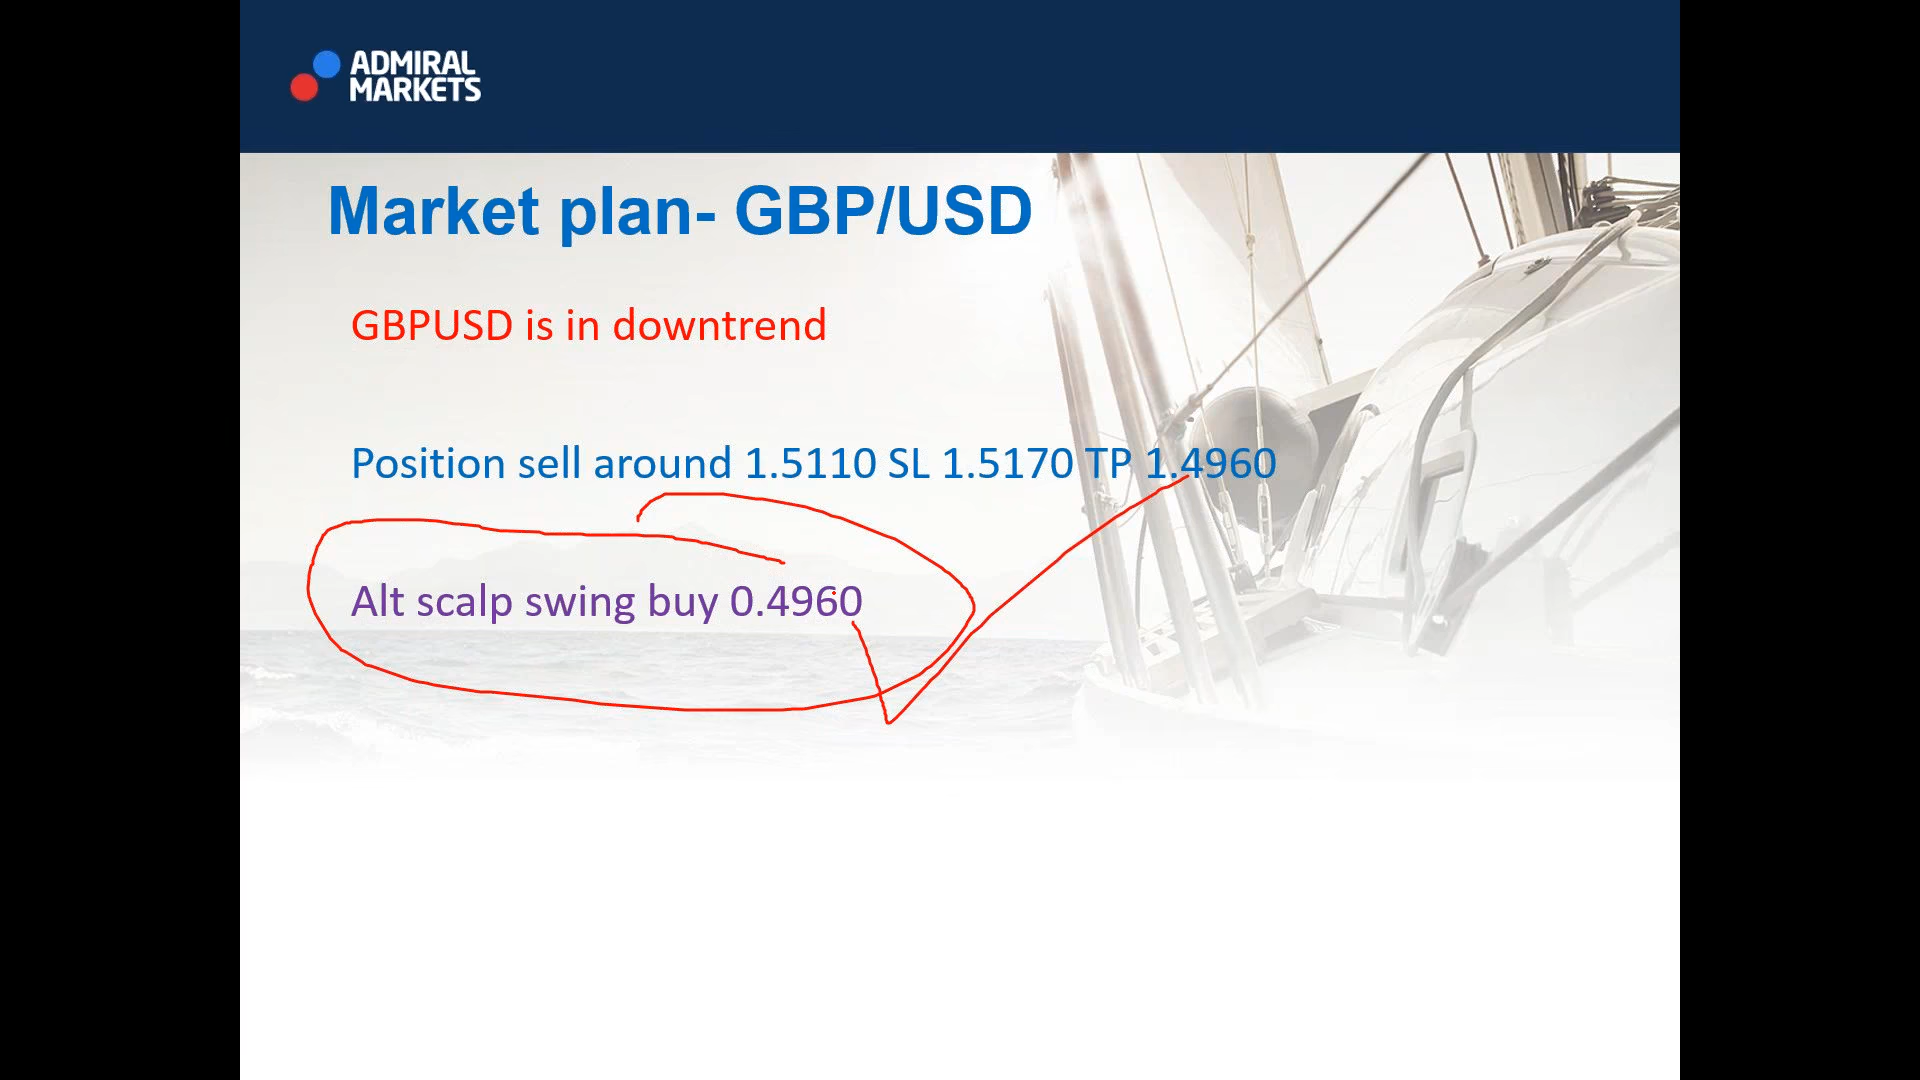 ADMIRAL
MARKETS
Market plan- GBP/USD
GBPUSD is in downtrend
Position sell around 1.5110 SL 1.5170 TP 1.4960
Alt scalp swing buy 0.4960